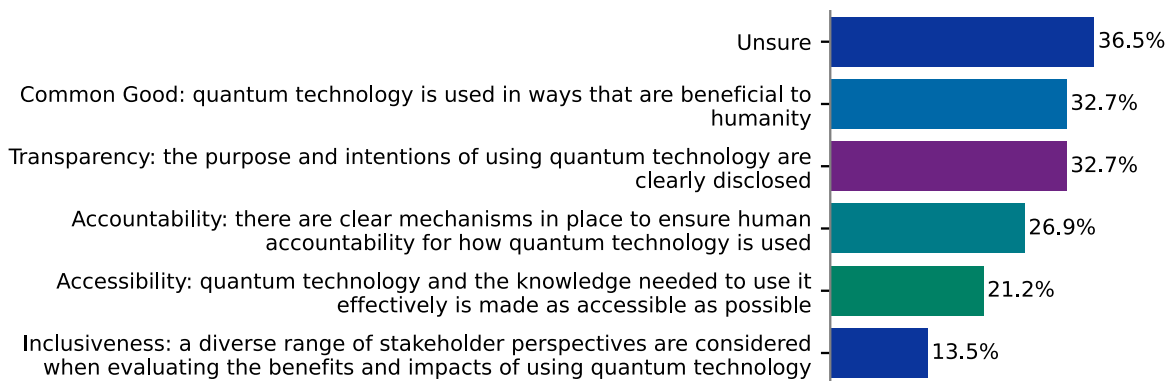 Unsure
36.5%
Common Good: quantum technology is used in ways that are beneficial to
humanity
32.7%
Transparency: the purpose and intentions of using quantum technology are
clearly disclosed
32.7%
Accountability: there are clear mechanisms in place to ensure human
accountability for how quantum technology is used
26.9%
Accessibility: quantum technology and the knowledge needed to use it
effectively is made as accessible as possible
21.2%
Inclusiveness: a diverse range of stakeholder perspectives are considered
when evaluating the benefits and impacts of using quantum technology
13.5%